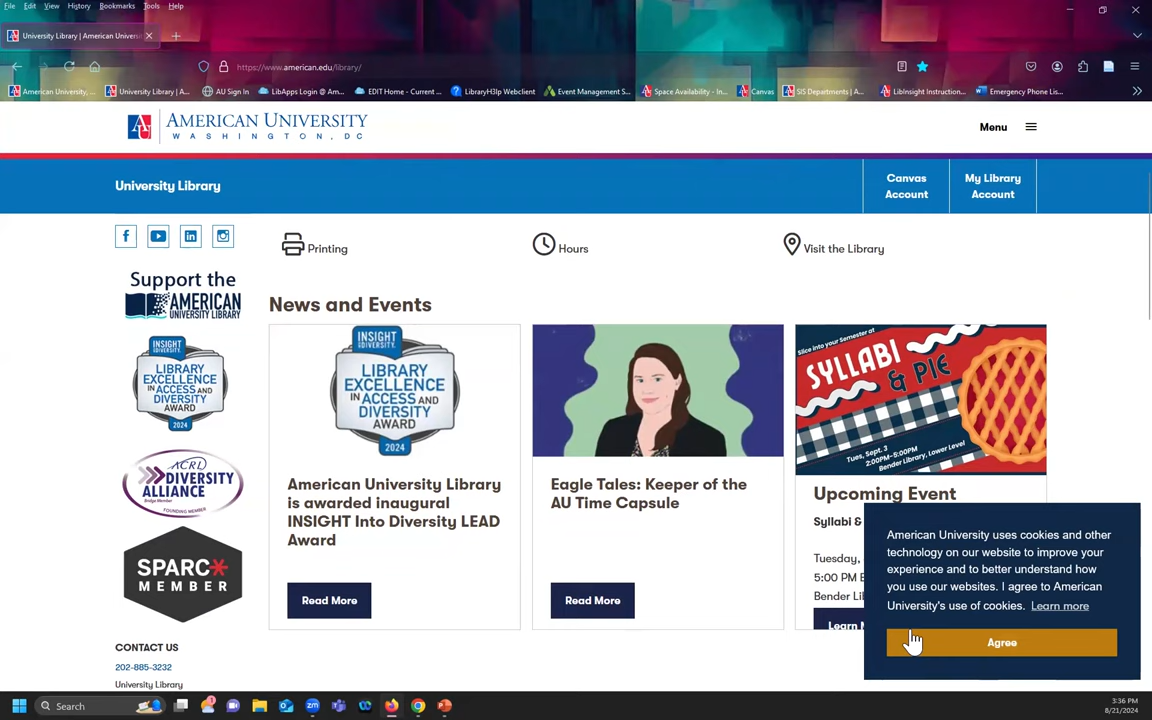 File Edit View History Bookmarks Tools Help
University Library | American Universi
https://www.american.edu/library/
American University, ... University Library | A... AU Sign In LibApps Login @ Am... EDIT Home - Current ... LibraryH3lp Webclient Event Management S... Space Availability - In... Canvas SIS Departments | A... LibInsight Instruction... Emergency Phone Lis...
AMERICAN UNIVERSITY
WASHINGTON, DC
Menu
University Library
Canvas
Account
My Library
Account
Printing
Hours
Visit the Library
Support the
AMERICAN
UNIVERSITY LIBRARY
INSIGHT
INTO DIVERSITY
LIBRARY
EXCELLENCE
IN ACCESS AND
DIVERSITY
AWARD
2024
ACRL
DIVERSITY
ALLIANCE
FOUNDING MEMBER
SPARC
MEMBER
CONTACT US
202-885-3232
University Library
News and Events
INSIGHT
INTO DIVERSITY
LIBRARY
EXCELLENCE
IN ACCESS AND
DIVERSITY
AWARD
2024
American University Library
is awarded inaugural
INSIGHT Into Diversity LEAD
Award
Read More
Eagle Tales: Keeper of the
AU Time Capsule
Read More
Slice into your Semester at
SYLLABI
& PIE
Tues, Sept. 3
2:00PM-5:00PM
Bender Library, Lower Level
Upcoming Event
Syllabi &
Tuesday,
5:00 PM E
Bender Li
Learn M
American University uses cookies and other
technology on our website to improve your
experience and to better understand how
you use our websites. I agree to American
University's use of cookies. Learn more
Agree
Search
3:36 PM
8/21/2024